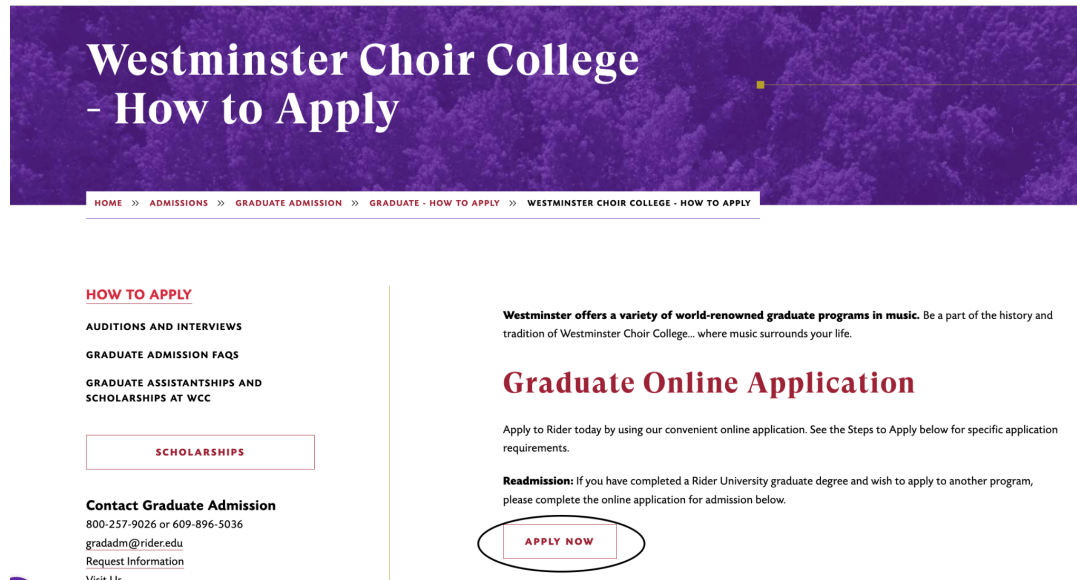 Westminster Choir College
- How to Apply
HOME >> ADMISSIONS >> GRADUATE ADMISSION >> GRADUATE - HOW TO APPLY >> WESTMINSTER CHOIR COLLEGE - HOW TO APPLY
HOW TO APPLY
AUDITIONS AND INTERVIEWS
GRADUATE ADMISSION FAQS
GRADUATE ASSISTANTSHIPS AND
SCHOLARSHIPS AT WCC
SCHOLARSHIPS
Contact Graduate Admission
800-257-9026 or 609-896-5036
gradadm@rider.edu
Request Information
Visit Us
Westminster offers a variety of world-renowned graduate programs in music. Be a part of the history and
tradition of Westminster Choir College... where music surrounds your life.
Graduate Online Application
Apply to Rider today by using our convenient online application. See the Steps to Apply below for specific application
requirements.
Readmission: If you have completed a Rider University graduate degree and wish to apply to another program,
please complete the online application for admission below.
APPLY NOW